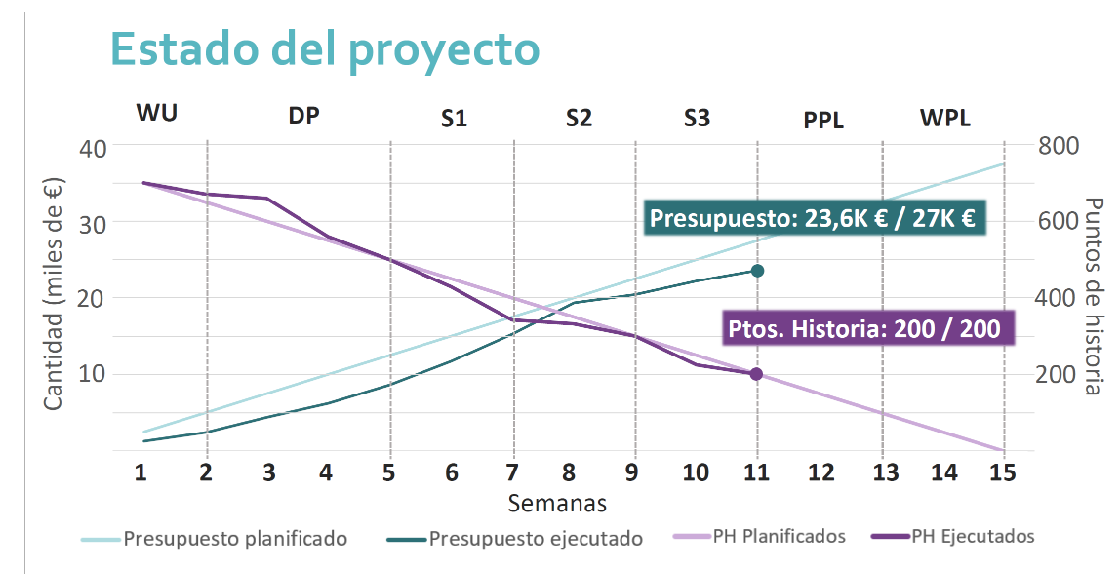 Estado del proyecto
WU DP S1 S2 S3 PPL WPL
Cantidad (miles de €)
40
30
20
10
800
600
400
200
Puntos de historia
Presupuesto: 23,6K € / 27K €
Ptos. Historia: 200 / 200
1 2 3 4 5 6 7 8 9 10 11 12 13 14 15
Semanas
Presupuesto planificado Presupuesto ejecutado PH Planificados PH Ejecutados